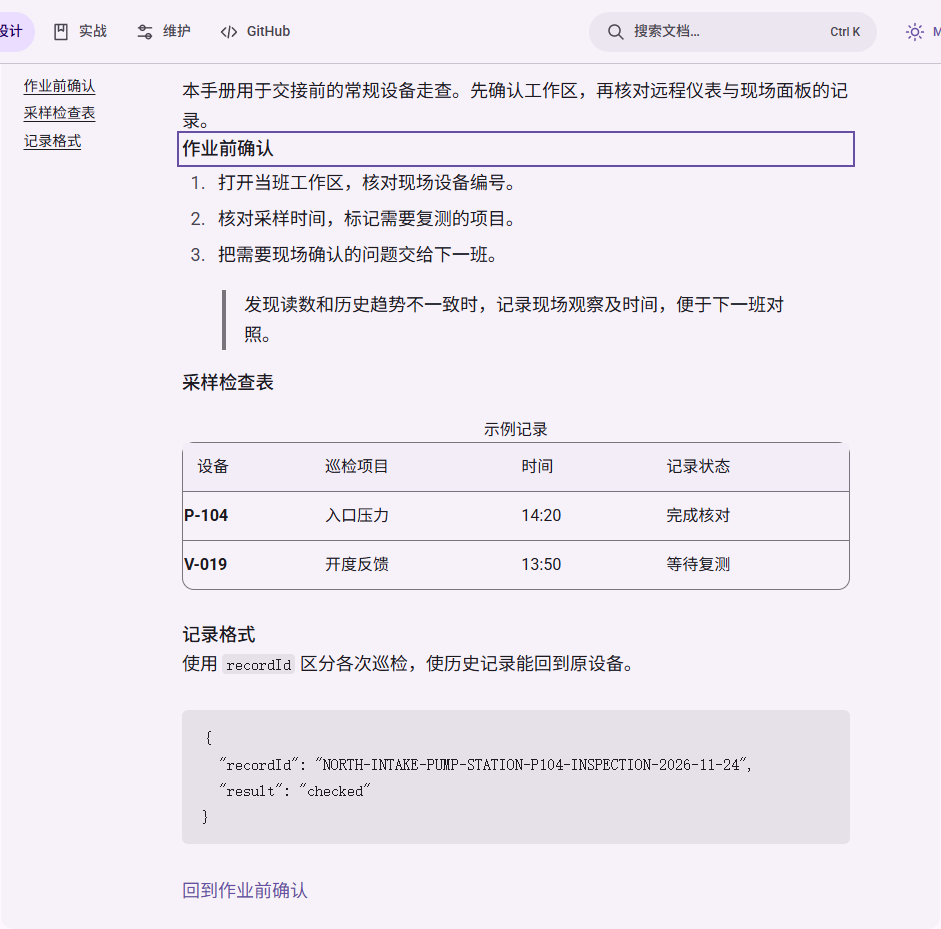 设计 实战 维护 GitHub 搜索文档... Ctrl K
作业前确认
采样检查表
记录格式
本手册用于交接前的常规设备走查。先确认工作区，再核对远程仪表与现场面板的记
录。
作业前确认
1. 打开当班工作区，核对现场设备编号。
2. 核对采样时间，标记需要复测的项目。
3. 把需要现场确认的问题交给下一班。
发现读数和历史趋势不一致时，记录现场观察及时间，便于下一班对
照。
采样检查表
示例记录
设备 巡检项目 时间 记录状态
P-104 入口压力 14:20 完成核对
V-019 开度反馈 13:50 等待复测
记录格式
使用 recordId 区分各次巡检，使历史记录能回到原设备。
{
"recordId": "NORTH-INTAKE-PUMP-STATION-P104-INSPECTION-2026-11-24",
"result": "checked"
}
回到作业前确认